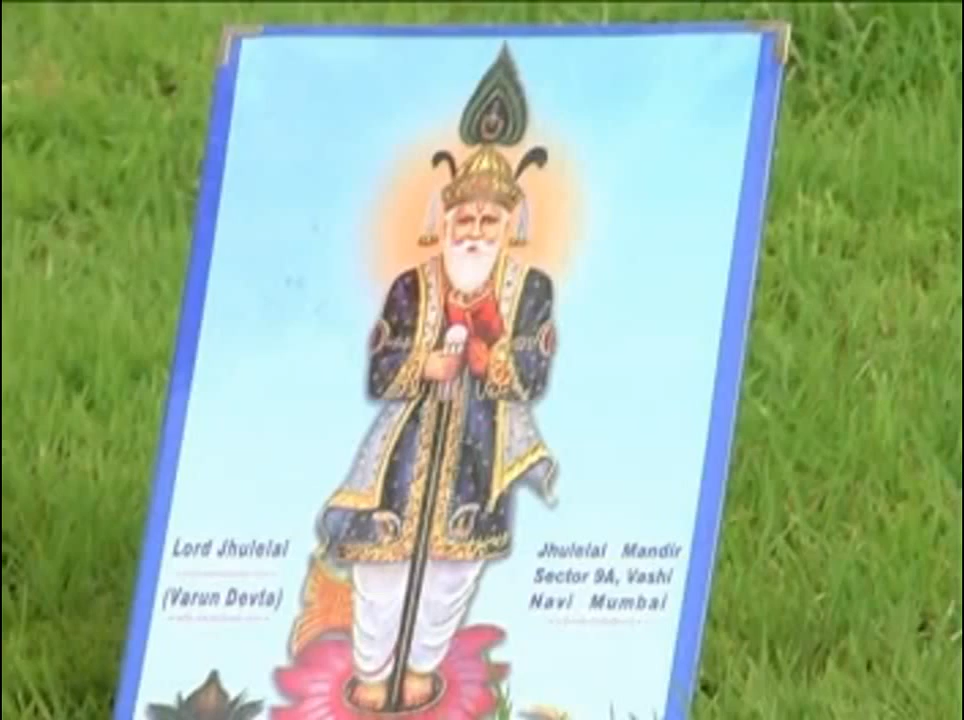 Lord Jhulelal
(Varun Devta)
Jhulelal Mandir
Sector 9A, Vashi
Navi Mumbai